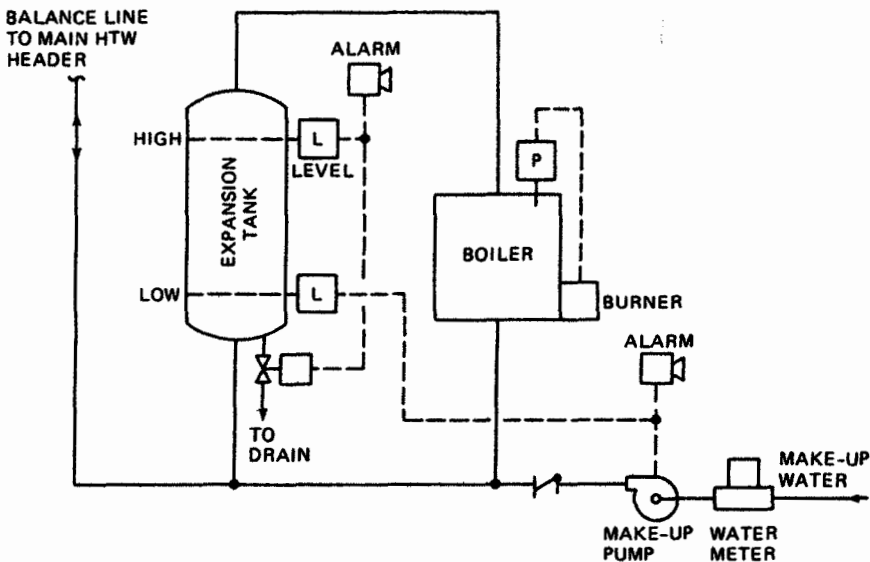 BALANCE LINE
TO MAIN HTW
HEADER
ALARM
HIGH
L
LEVEL
P
EXPANSION
TANK
BOILER
LOW
L
BURNER
ALARM
TO
DRAIN
MAKE-UP
WATER
MAKE-UP
PUMP
WATER
METER